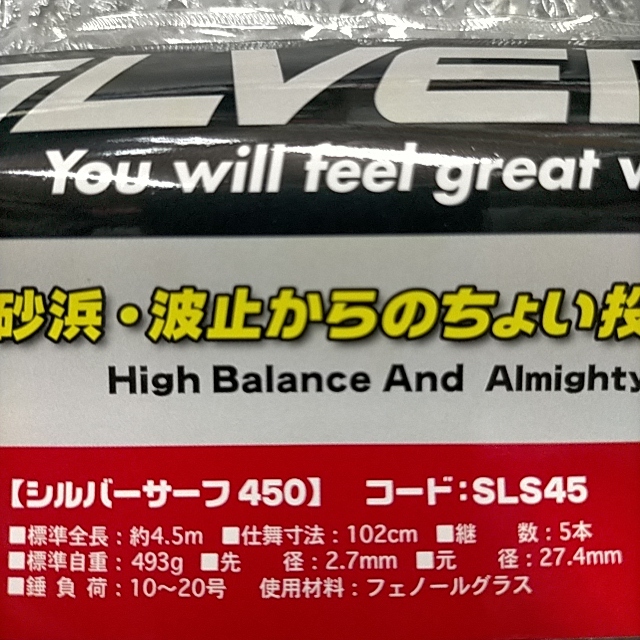 SILVER
You will feel great
砂浜・波止からのちょい投
High Balance And Almighty
【シルバーサーフ450】 コード：SLS45
■標準全長：約4.5m ■仕舞寸法：102cm ■継 数：5本
■標準自重：493g ■先 径：2.7mm ■元 径：27.4mm
■錘負荷：10～20号 使用材料：フェノールグラス